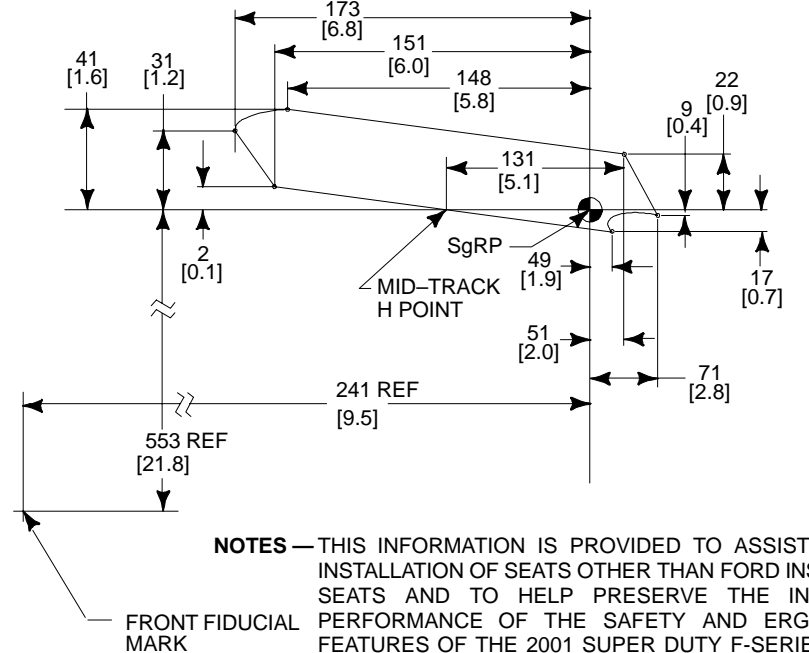 173
[6.8]
151
[6.0]
148
[5.8]
41
[1.6]
31
[1.2]
22
[0.9]
9
[0.4]
131
[5.1]
SgRP
2
[0.1]
MID–TRACK
H POINT
49
[1.9]
17
[0.7]
51
[2.0]
71
[2.8]
241 REF
[9.5]
553 REF
[21.8]
FRONT FIDUCIAL
MARK
NOTES — THIS INFORMATION IS PROVIDED TO ASSIST
INSTALLATION OF SEATS OTHER THAN FORD INS
SEATS AND TO HELP PRESERVE THE IN
PERFORMANCE OF THE SAFETY AND ERG
FEATURES OF THE 2001 SUPER DUTY F-SERIE